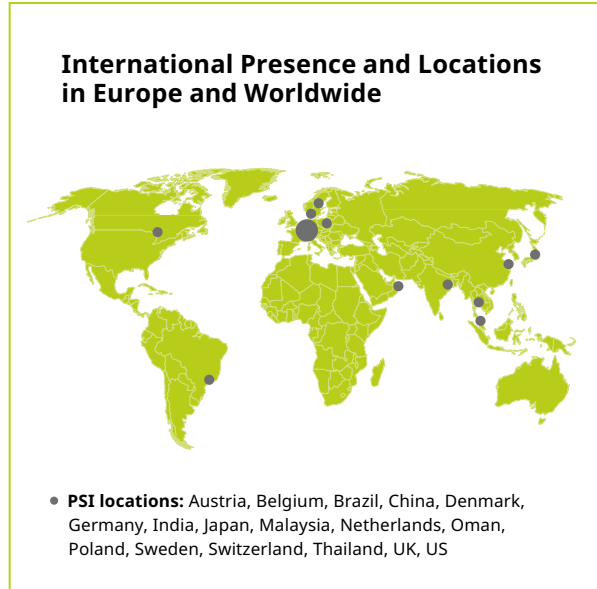 International Presence and Locations
in Europe and Worldwide
PSI locations: Austria, Belgium, Brazil, China, Denmark,
Germany, India, Japan, Malaysia, Netherlands, Oman,
Poland, Sweden, Switzerland, Thailand, UK, US